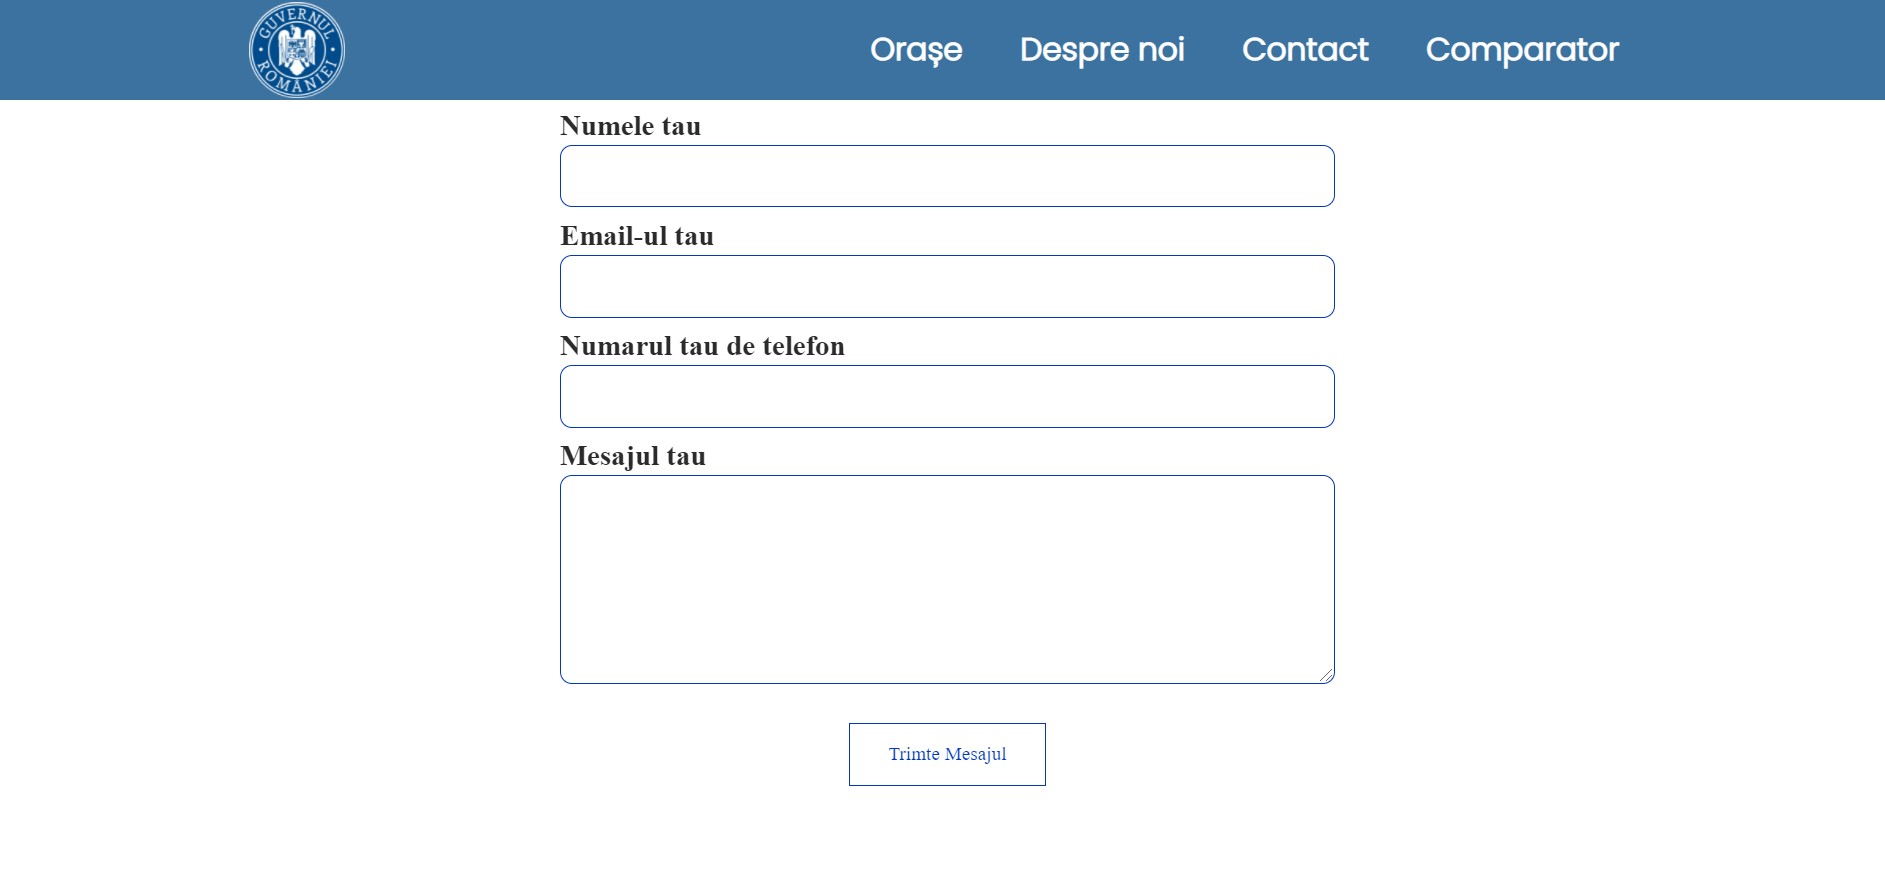 GUVERNUL ROMÂNIEI
Orașe Despre noi Contact Comparator
Numele tau
Email-ul tau
Numarul tau de telefon
Mesajul tau
Trimte Mesajul